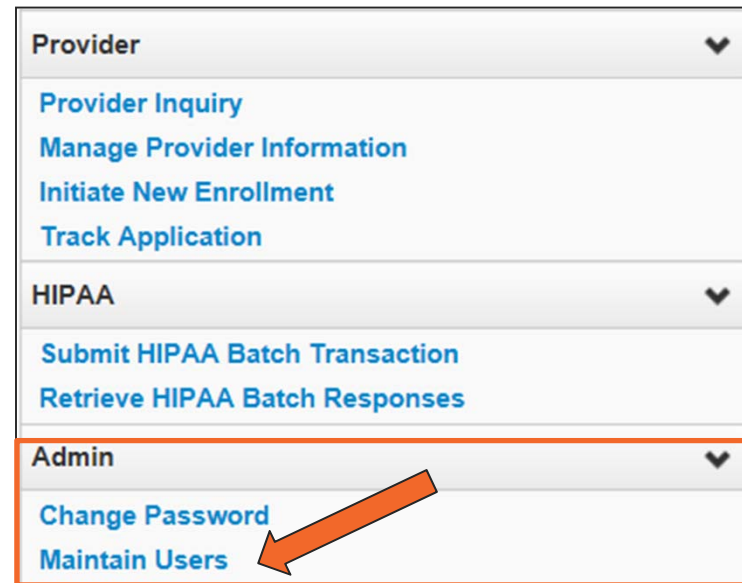 Provider
Provider Inquiry
Manage Provider Information
Initiate New Enrollment
Track Application
HIPAA
Submit HIPAA Batch Transaction
Retrieve HIPAA Batch Responses
Admin
Change Password
Maintain Users